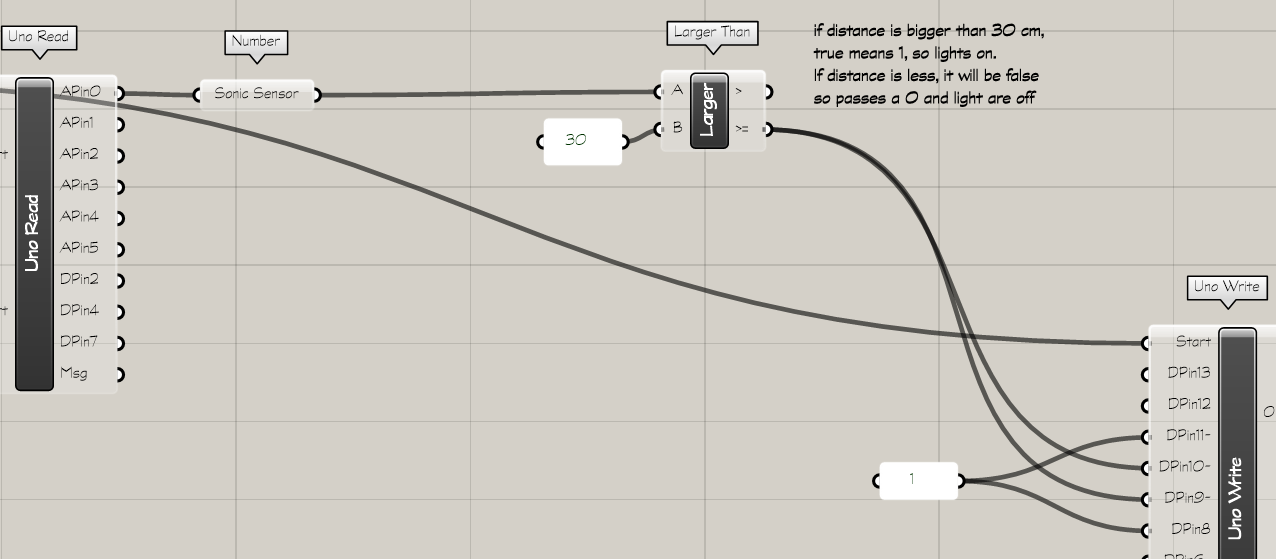 Uno Read
Number
Larger Than
if distance is bigger than 30 cm,
true means 1, so lights on.
If distance is less, it will be false
so passes a 0 and light are off
Uno Read
APin0
APin1
APin2
APin3
APin4
APin5
DPin2
DPin4
DPin7
Msg
Sonic Sensor
30
A
B
Larger
>
>=
1
Uno Write
Start
DPin13
DPin12
DPin11-
DPin10-
DPin9-
DPin8
Uno Write
O